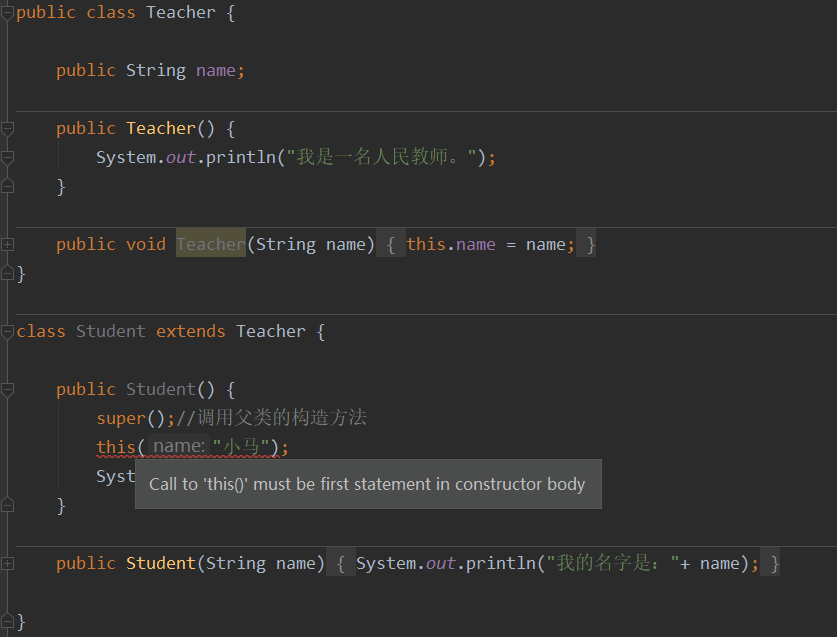 public class Teacher {
public String name;
public Teacher() {
System.out.println("我是一名人民教师。");
}
public void Teacher(String name) { this.name = name; }
}
class Student extends Teacher {
public Student() {
super();//调用父类的构造方法
this( name: "小马");
Syst
Call to 'this()' must be first statement in constructor body
}
public Student(String name) { System.out.println("我的名字是："+ name); }
}